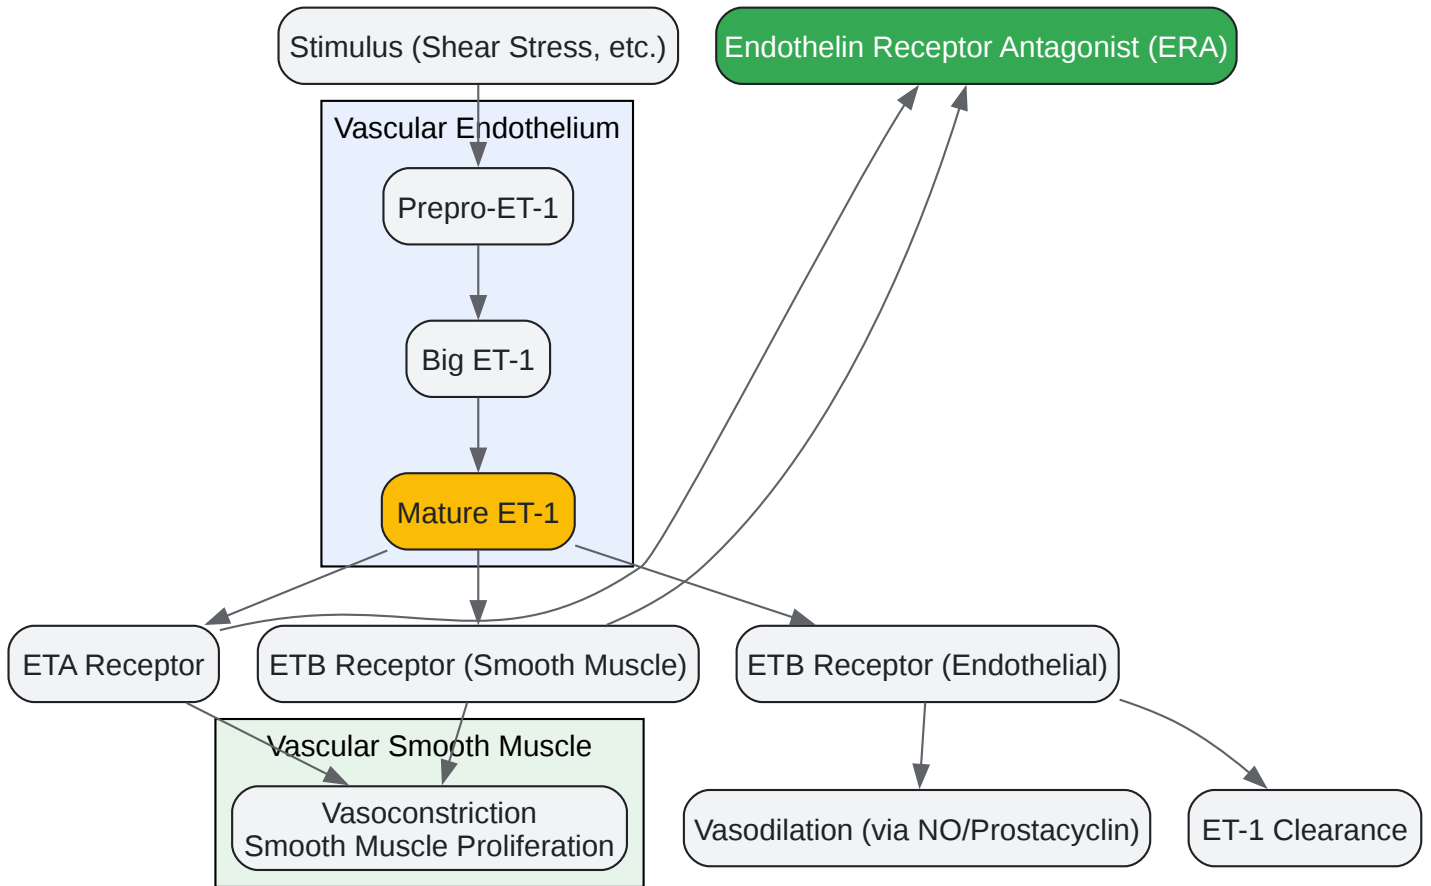 Stimulus (Shear Stress, etc.)
Endothelin Receptor Antagonist (ERA)
Vascular Endothelium
Prepro-ET-1
Big ET-1
Mature ET-1
ETA Receptor
ETB Receptor (Smooth Muscle)
ETB Receptor (Endothelial)
Vascular Smooth Muscle
Vasoconstriction
Smooth Muscle Proliferation
Vasodilation (via NO/Prostacyclin)
ET-1 Clearance